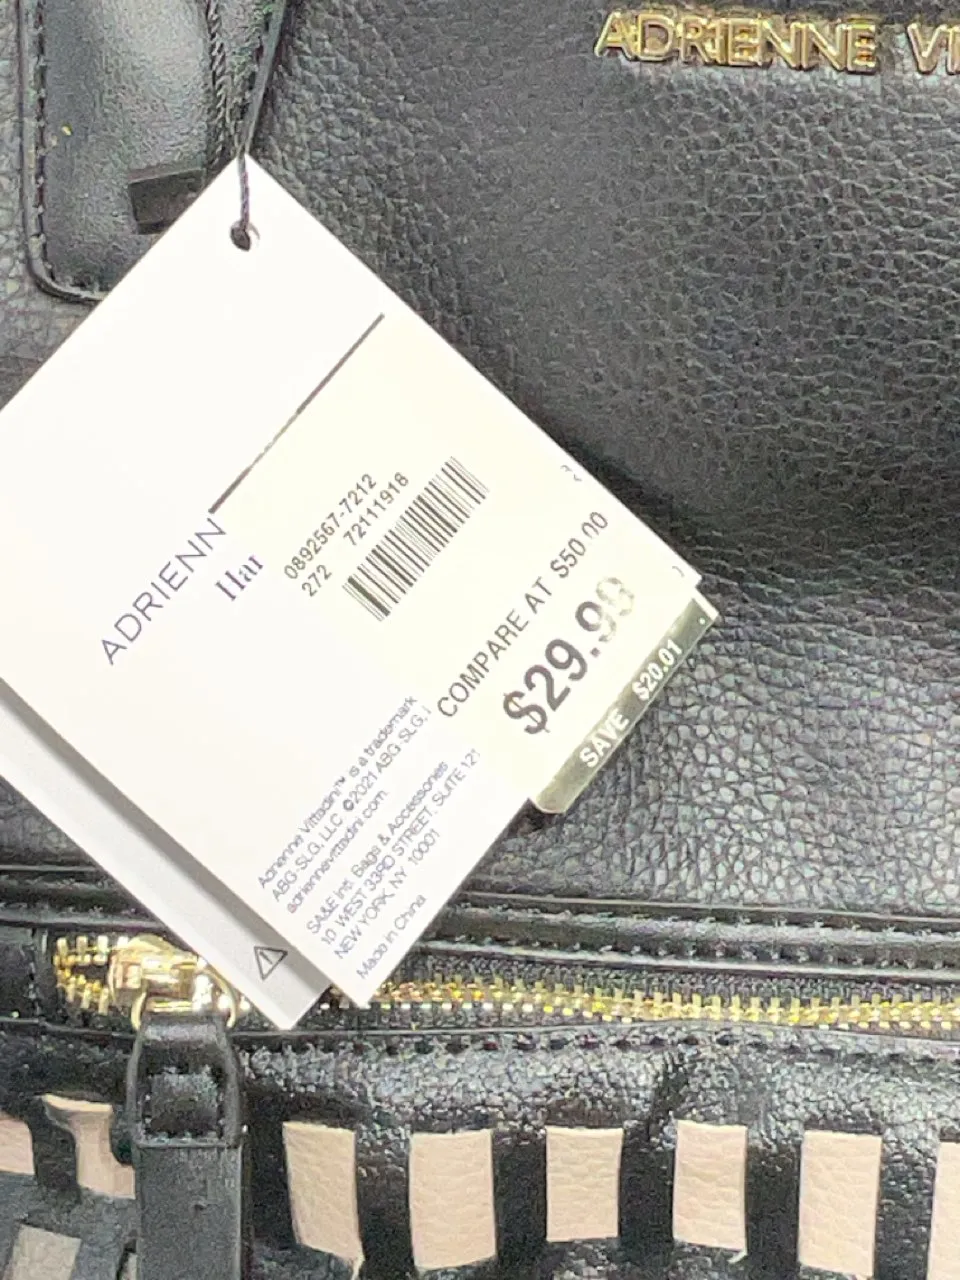 ADRIENNE VI
ADRIENN
0892567-7212
272 72111918
COMPARE AT $50.00
$29.99
SAVE $20.01
Adrienne Vittadini™ is a trademark
ABG-SLG, LLC ©2021 ABG-SLG,
adriennevittadini.com
SA&E Int. Bags & Accessories
10 WEST 33RD STREET, SUITE 121
NEW YORK, NY 10001
Made in China